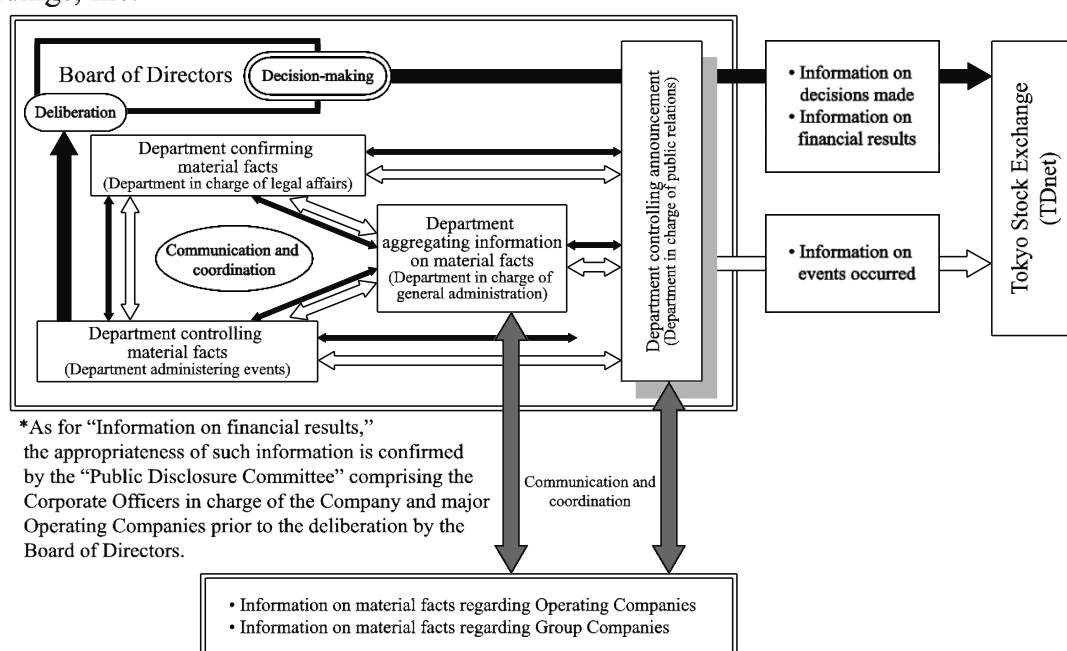 Board of Directors
Decision-making
Deliberation
Department confirming
material facts
(Department in charge of legal affairs)
Communication and
coordination
Department
aggregating information
on material facts
(Department in charge of
general administration)
Department controlling
material facts
(Department administering events)
Department controlling announcement
(Department in charge of public relations)
• Information on
decisions made
• Information on
financial results
• Information on
events occurred
Tokyo Stock Exchange
(TDnet)
*As for “Information on financial results,”
the appropriateness of such information is confirmed
by the “Public Disclosure Committee” comprising the
Corporate Officers in charge of the Company and major
Operating Companies prior to the deliberation by the
Board of Directors.
Communication and
coordination
• Information on material facts regarding Operating Companies
• Information on material facts regarding Group Companies